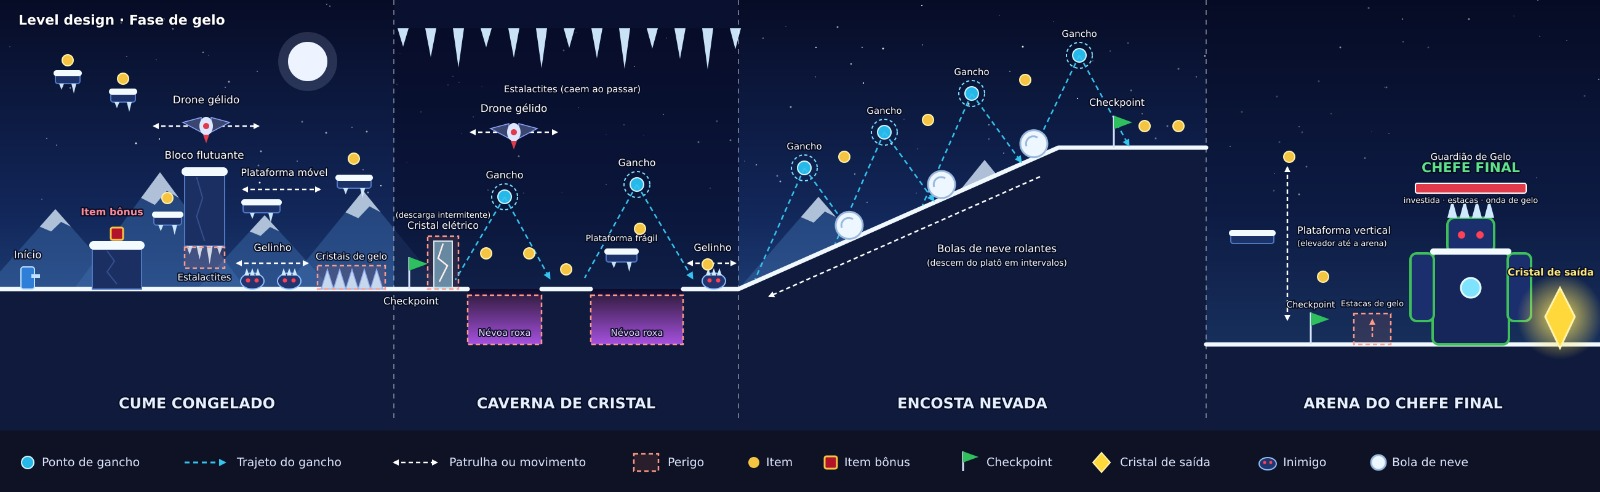 Level design · Fase de gelo
Drone gélido
Bloco flutuante
Plataforma móvel
Item bônus
Início
Gelinho
Estalactites
Cristais de gelo
Estalactites (caem ao passar)
Drone gélido
Gancho
Gancho
(descarga intermitente)
Cristal elétrico
Plataforma frágil
Gelinho
Checkpoint
Névoa roxa
Névoa roxa
Gancho
Gancho
Gancho
Gancho
Checkpoint
Bolas de neve rolantes
(descem do platô em intervalos)
Guardião de Gelo
CHEFE FINAL
investida · estacas · onda de gelo
Plataforma vertical
(elevador até a arena)
Cristal de saída
Checkpoint
Estacas de gelo
CUME CONGELADO
CAVERNA DE CRISTAL
ENCOSTA NEVADA
ARENA DO CHEFE FINAL
Ponto de gancho
Trajeto do gancho
Patrulha ou movimento
Perigo
Item
Item bônus
Checkpoint
Cristal de saída
Inimigo
Bola de neve